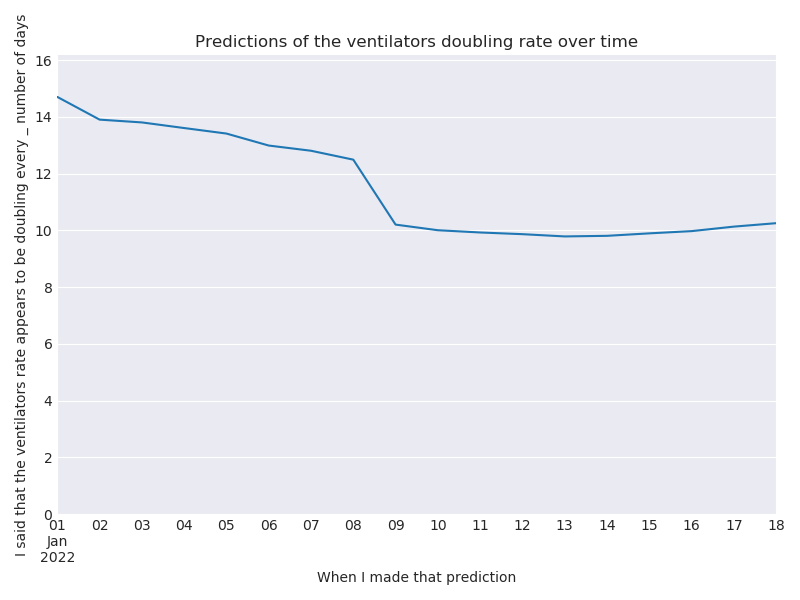 Predictions of the ventilators doubling rate over time
I said that the ventilators rate appears to be doubling every _ number of days
16
14
12
10
8
6
4
2
0
01 02 03 04 05 06 07 08 09 10 11 12 13 14 15 16 17 18
Jan
2022
When I made that prediction